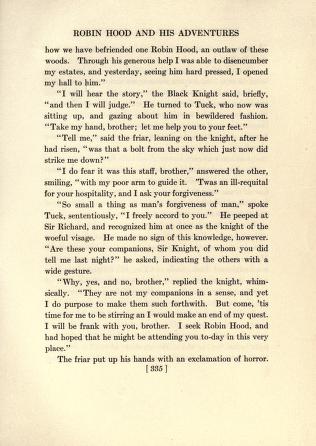 ROBIN HOOD AND HIS ADVENTURES
how we have befriended one Robin Hood, an outlaw of these
woods. Through his generous help I was able to disencumber
my estates, and yesterday, seeing him hard pressed, I opened
my hall to him."
"I will hear the story," the Black Knight said, briefly,
"and then I will judge." He turned to Tuck, who now was
sitting up, and gazing about him in bewildered fashion.
"Take my hand, brother; let me help you to your feet."
"Tell me," said the friar, leaning on the knight, after he
had risen, "was that a bolt from the sky which just now did
strike me down?"
"I do fear it was this staff, brother," answered the other,
smiling, "with my poor arm to guide it. 'Twas an ill-requital
for your hospitality, and I ask your forgiveness."
"So small a thing as man's forgiveness of man," spoke
Tuck, sententiously, "I freely accord to you." He peeped at
Sir Richard, and recognized him at once as the knight of the
woeful visage. He made no sign of this knowledge, however.
"Are these your companions, Sir Knight, of whom you did
tell me last night?" he asked, indicating the others with a
wide gesture.
"Why, yes, and no, brother," replied the knight, whim-
sically. "They are not my companions in a sense, and yet
I do purpose to make them such forthwith. But come, 'tis
time for me to be stirring an I would make an end of my quest.
I will be frank with you, brother. I seek Robin Hood, and
had hoped that he might be attending you to-day in this very
place."
The friar put up his hands with an exclamation of horror.
[ 335 ]